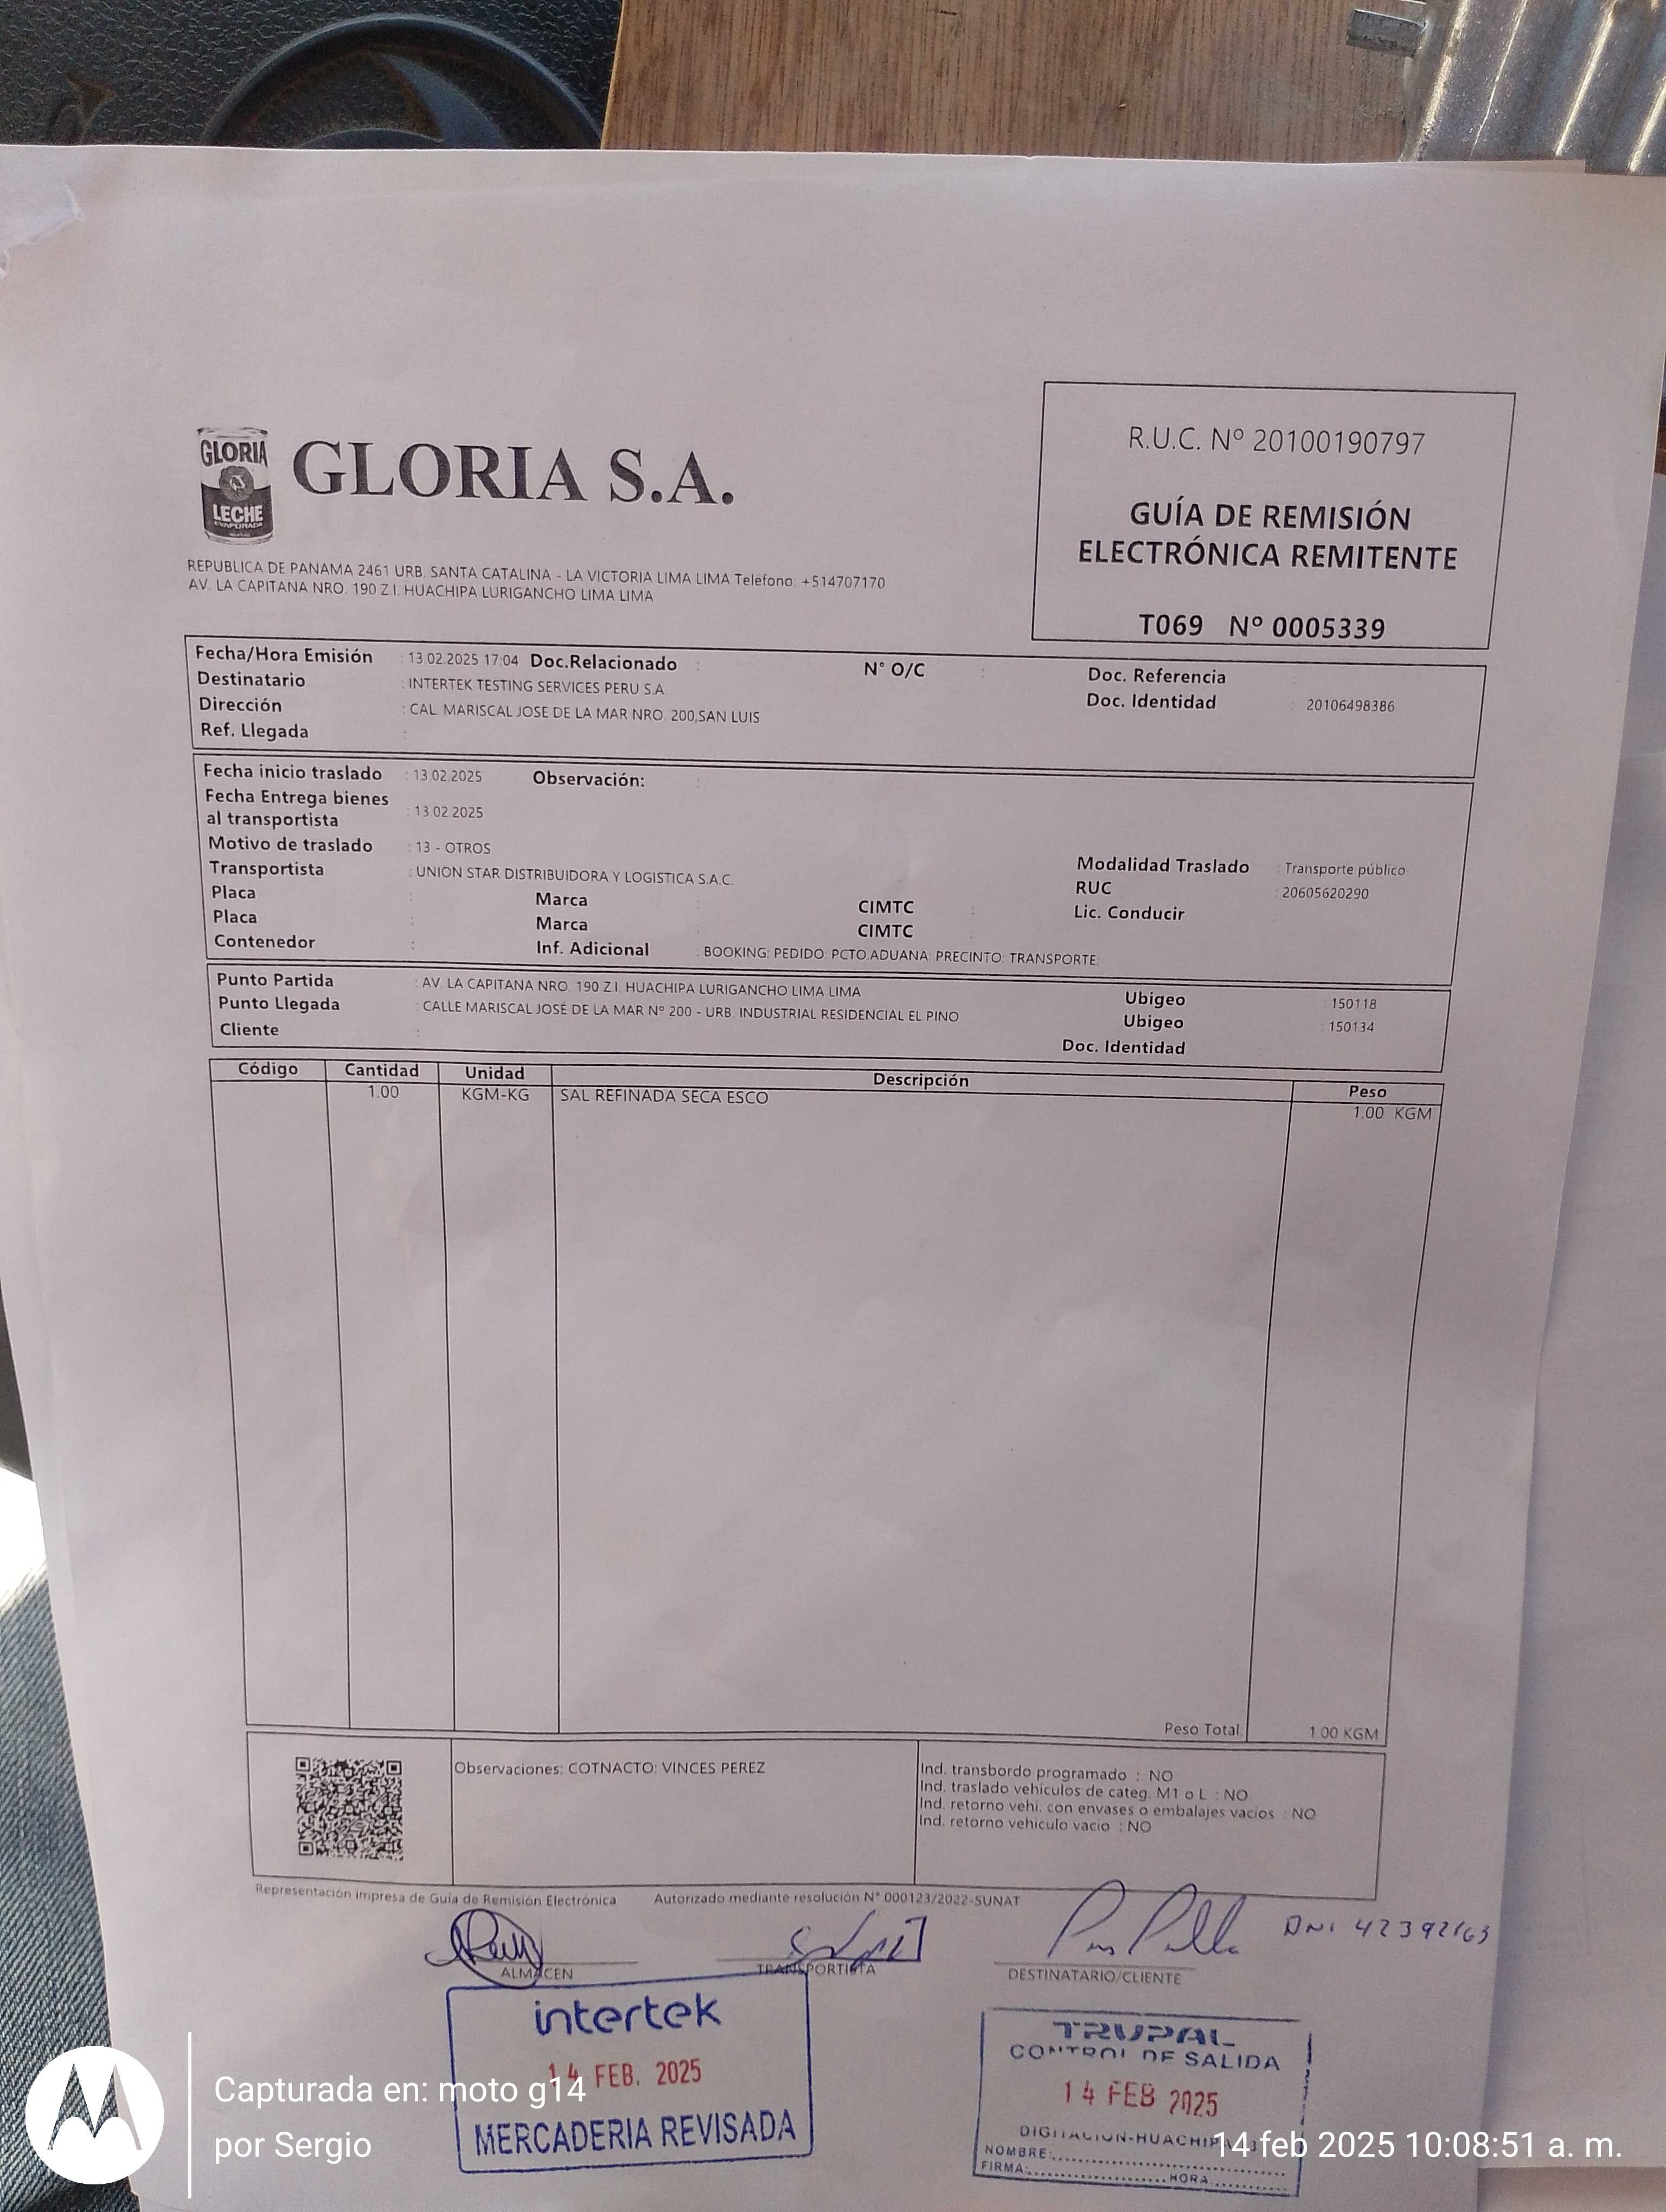 GLORIA
LECHE
EVAPORADA
GLORIA S.A.
REPUBLICA DE PANAMA 2461 URB. SANTA CATALINA - LA VICTORIA LIMA LIMA Teléfono: +514707170
AV. LA CAPITANA NRO. 190 Z.I. HUACHIPA LURIGANCHO LIMA LIMA
R.U.C. Nº 20100190797
GUÍA DE REMISIÓN
ELECTRÓNICA REMITENTE
T069 Nº 0005339
Fecha/Hora Emisión : 13.02.2025 17:04 Doc.Relacionado : N° O/C : Doc. Referencia :
Destinatario : INTERTEK TESTING SERVICES PERU S.A. Doc. Identidad : 20106498386
Dirección : CAL. MARISCAL JOSE DE LA MAR NRO. 200,SAN LUIS
Ref. Llegada :
Fecha inicio traslado : 13.02.2025 Observación: :
Fecha Entrega bienes
al transportista : 13.02.2025
Motivo de traslado : 13 - OTROS
Transportista : UNION STAR DISTRIBUIDORA Y LOGISTICA S.A.C. Modalidad Traslado : Transporte público
Placa : Marca : CIMTC : RUC : 20605620290
Placa : Marca : CIMTC : Lic. Conducir :
Contenedor : Inf. Adicional : BOOKING: PEDIDO: PCTO.ADUANA: PRECINTO: TRANSPORTE:
Punto Partida : AV. LA CAPITANA NRO. 190 Z.I. HUACHIPA LURIGANCHO LIMA LIMA Ubigeo : 150118
Punto Llegada : CALLE MARISCAL JOSÉ DE LA MAR Nº 200 - URB. INDUSTRIAL RESIDENCIAL EL PINO Ubigeo : 150134
Cliente : Doc. Identidad
Código Cantidad Unidad Descripción Peso
1.00 KGM-KG SAL REFINADA SECA ESCO 1.00 KGM
Peso Total 1.00 KGM
Observaciones: COTNACTO: VINCES PEREZ
Ind. transbordo programado : NO
Ind. traslado vehículos de categ. M1 o L : NO
Ind. retorno vehi. con envases o embalajes vacios : NO
Ind. retorno vehiculo vacio : NO
Representación impresa de Guía de Remisión Electrónica Autorizado mediante resolución N° 000123/2022-SUNAT
DNI 42392163
ALMACEN TRANSPORTISTA DESTINATARIO/CLIENTE
intertek
14 FEB. 2025
MERCADERIA REVISADA
TRUPAL
CONTROL DE SALIDA
14 FEB 2025
DIGITACION-HUACHIPA
NOMBRE:
FIRMA: HORA
Capturada en: moto g14
por Sergio
14 feb 2025 10:08:51 a. m.